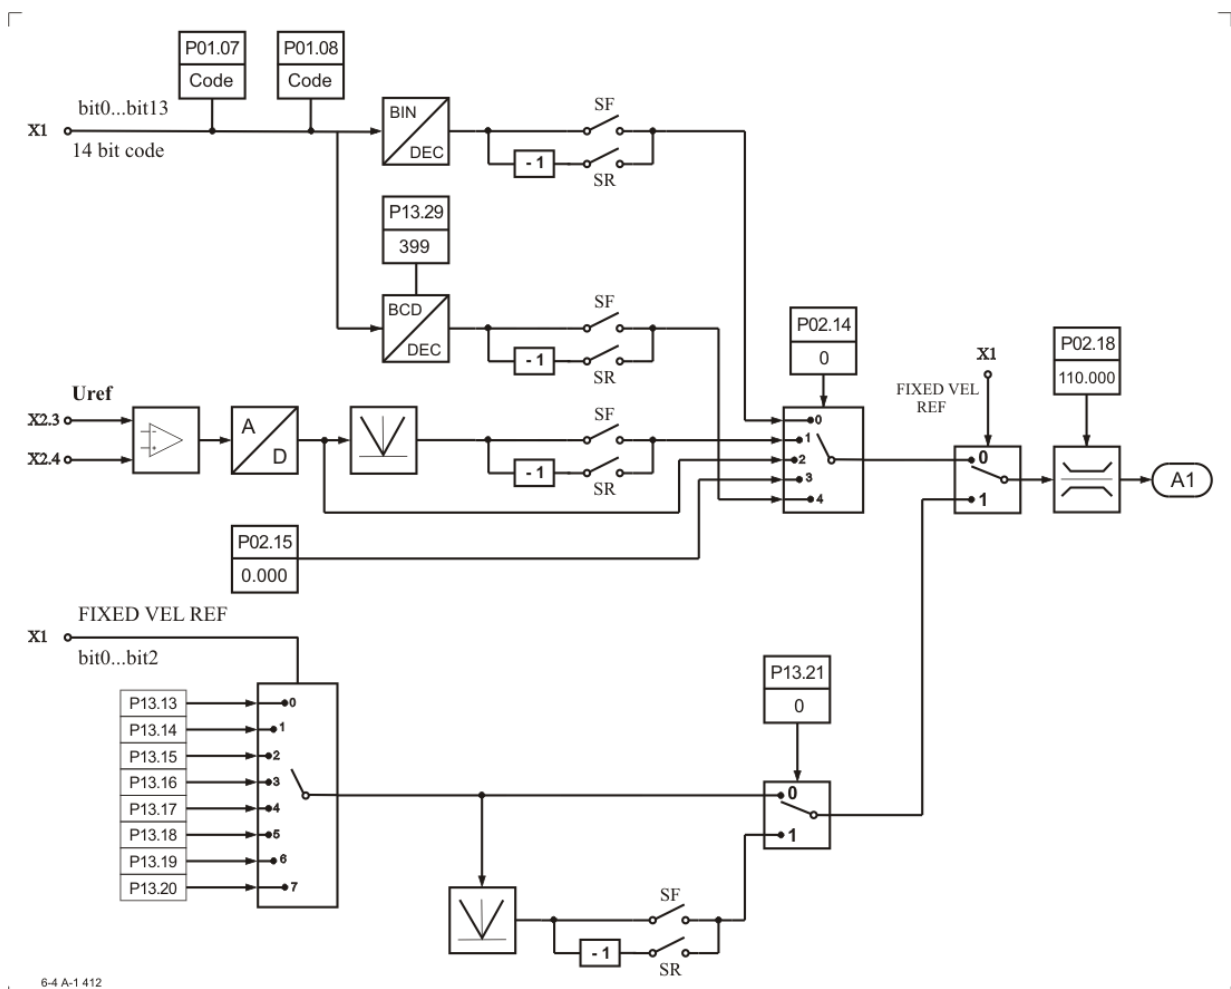 P01.07
Code
P01.08
Code
bit0...bit13
X1
14 bit code
BIN
DEC
SF
- 1
SR
P13.29
399
BCD
DEC
SF
- 1
SR
P02.14
0
X1
FIXED VEL
REF
P02.18
110.000
Uref
X2.3
X2.4
A
D
SF
- 1
SR
0
1
2
3
4
0
1
A1
P02.15
0.000
FIXED VEL REF
X1
bit0...bit2
P13.13
0
P13.14
1
P13.15
2
P13.16
3
P13.17
4
P13.18
5
P13.19
6
P13.20
7
P13.21
0
0
1
SF
- 1
SR
6-4 A-1 412